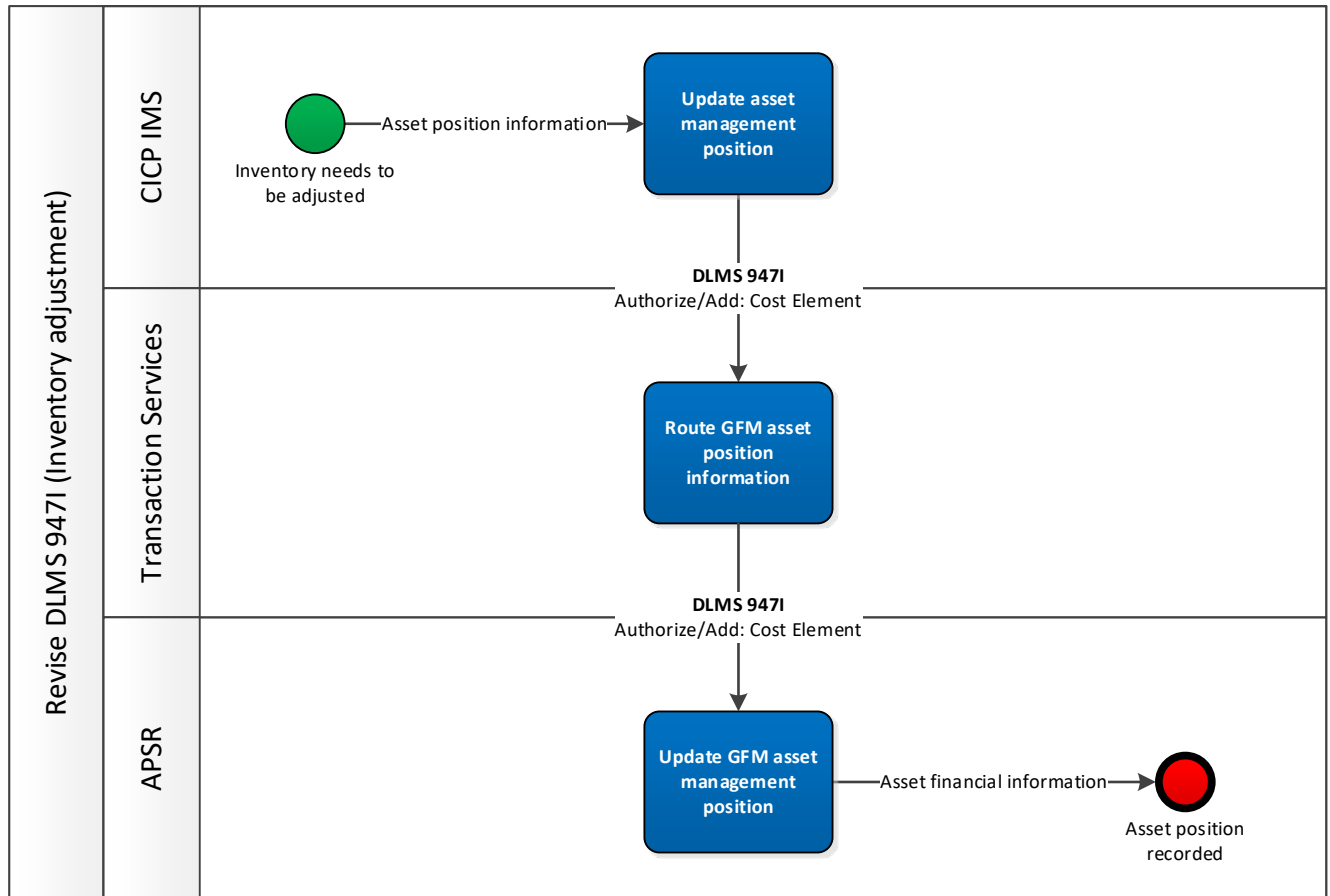 Revise DLMS 947I (Inventory adjustment)
CICP IMS
Asset position information
Inventory needs to
be adjusted
Update asset
management
position
DLMS 947I
Authorize/Add: Cost Element
Transaction Services
Route GFM asset
position
information
DLMS 947I
Authorize/Add: Cost Element
APSR
Update GFM asset
management
position
Asset financial information
Asset position
recorded